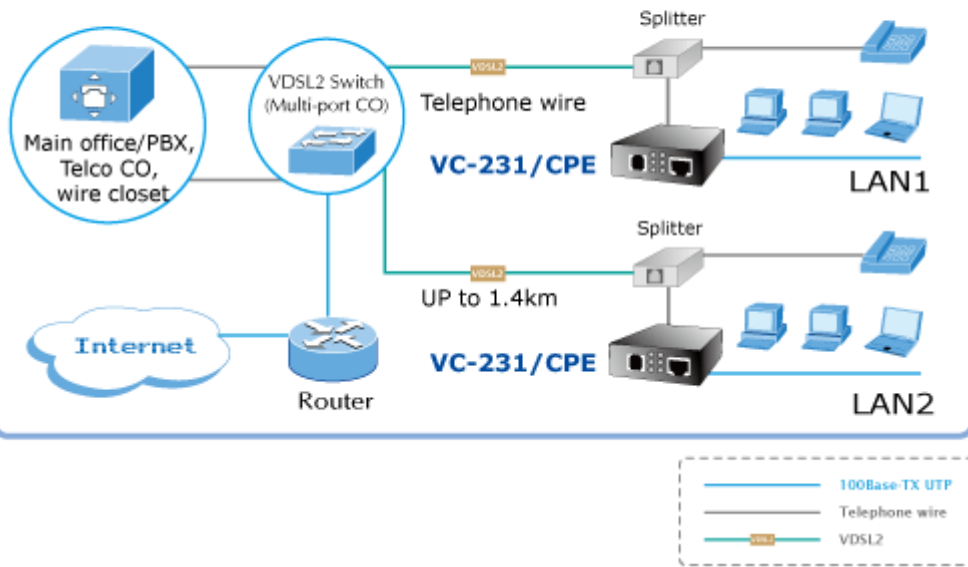 Splitter
VDSL2 Switch
(Multi-port CO)
VDSL2
Telephone wire
Main office/PBX,
Telco CO,
wire closet
VC-231/CPE
LAN1
Splitter
VDSL2
UP to 1.4km
Internet
VC-231/CPE
Router
LAN2
100Base-TX UTP
Telephone wire
VDSL2
VDSL2